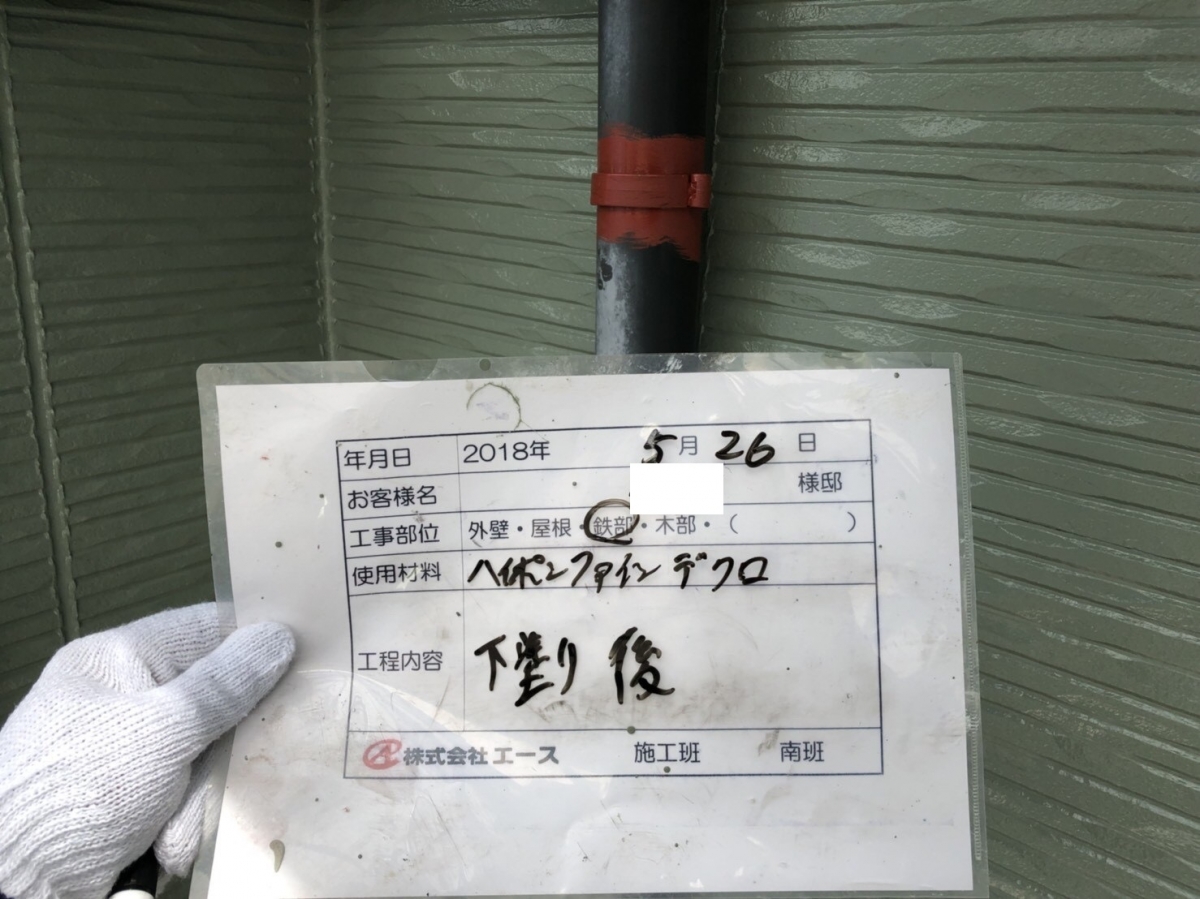 年月日 2018年 5月 26日
お客様名 様邸
工事部位 外壁・屋根・鉄部・木部・（ ）
使用材料 ハイポンファインデクロ
工程内容 下塗り後
株式会社エース 施工班 南班